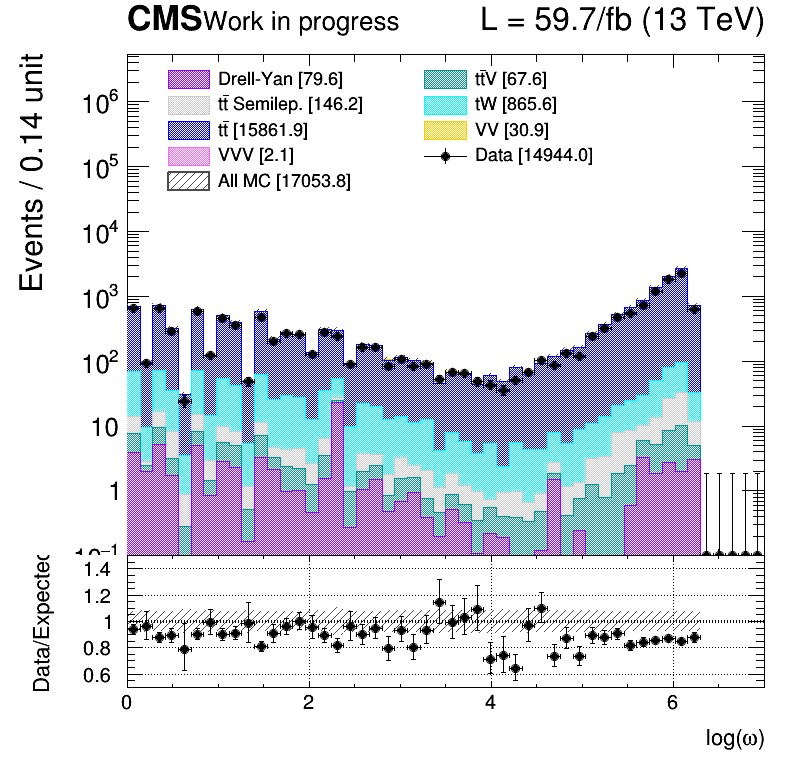 CMS Work in progress L = 59.7/fb (13 TeV)
Drell-Yan [79.6] tt̄V [67.6]
tt̄ Semilep. [146.2] tW [865.6]
tt̄ [15861.9] VV [30.9]
VVV [2.1] Data [14944.0]
All MC [17053.8]
Events / 0.14 unit
10⁶
10⁵
10⁴
10³
10²
10
1
10⁻¹
Data/Expected
1.4
1.2
1
0.8
0.6
0 2 4 6
log(ω)